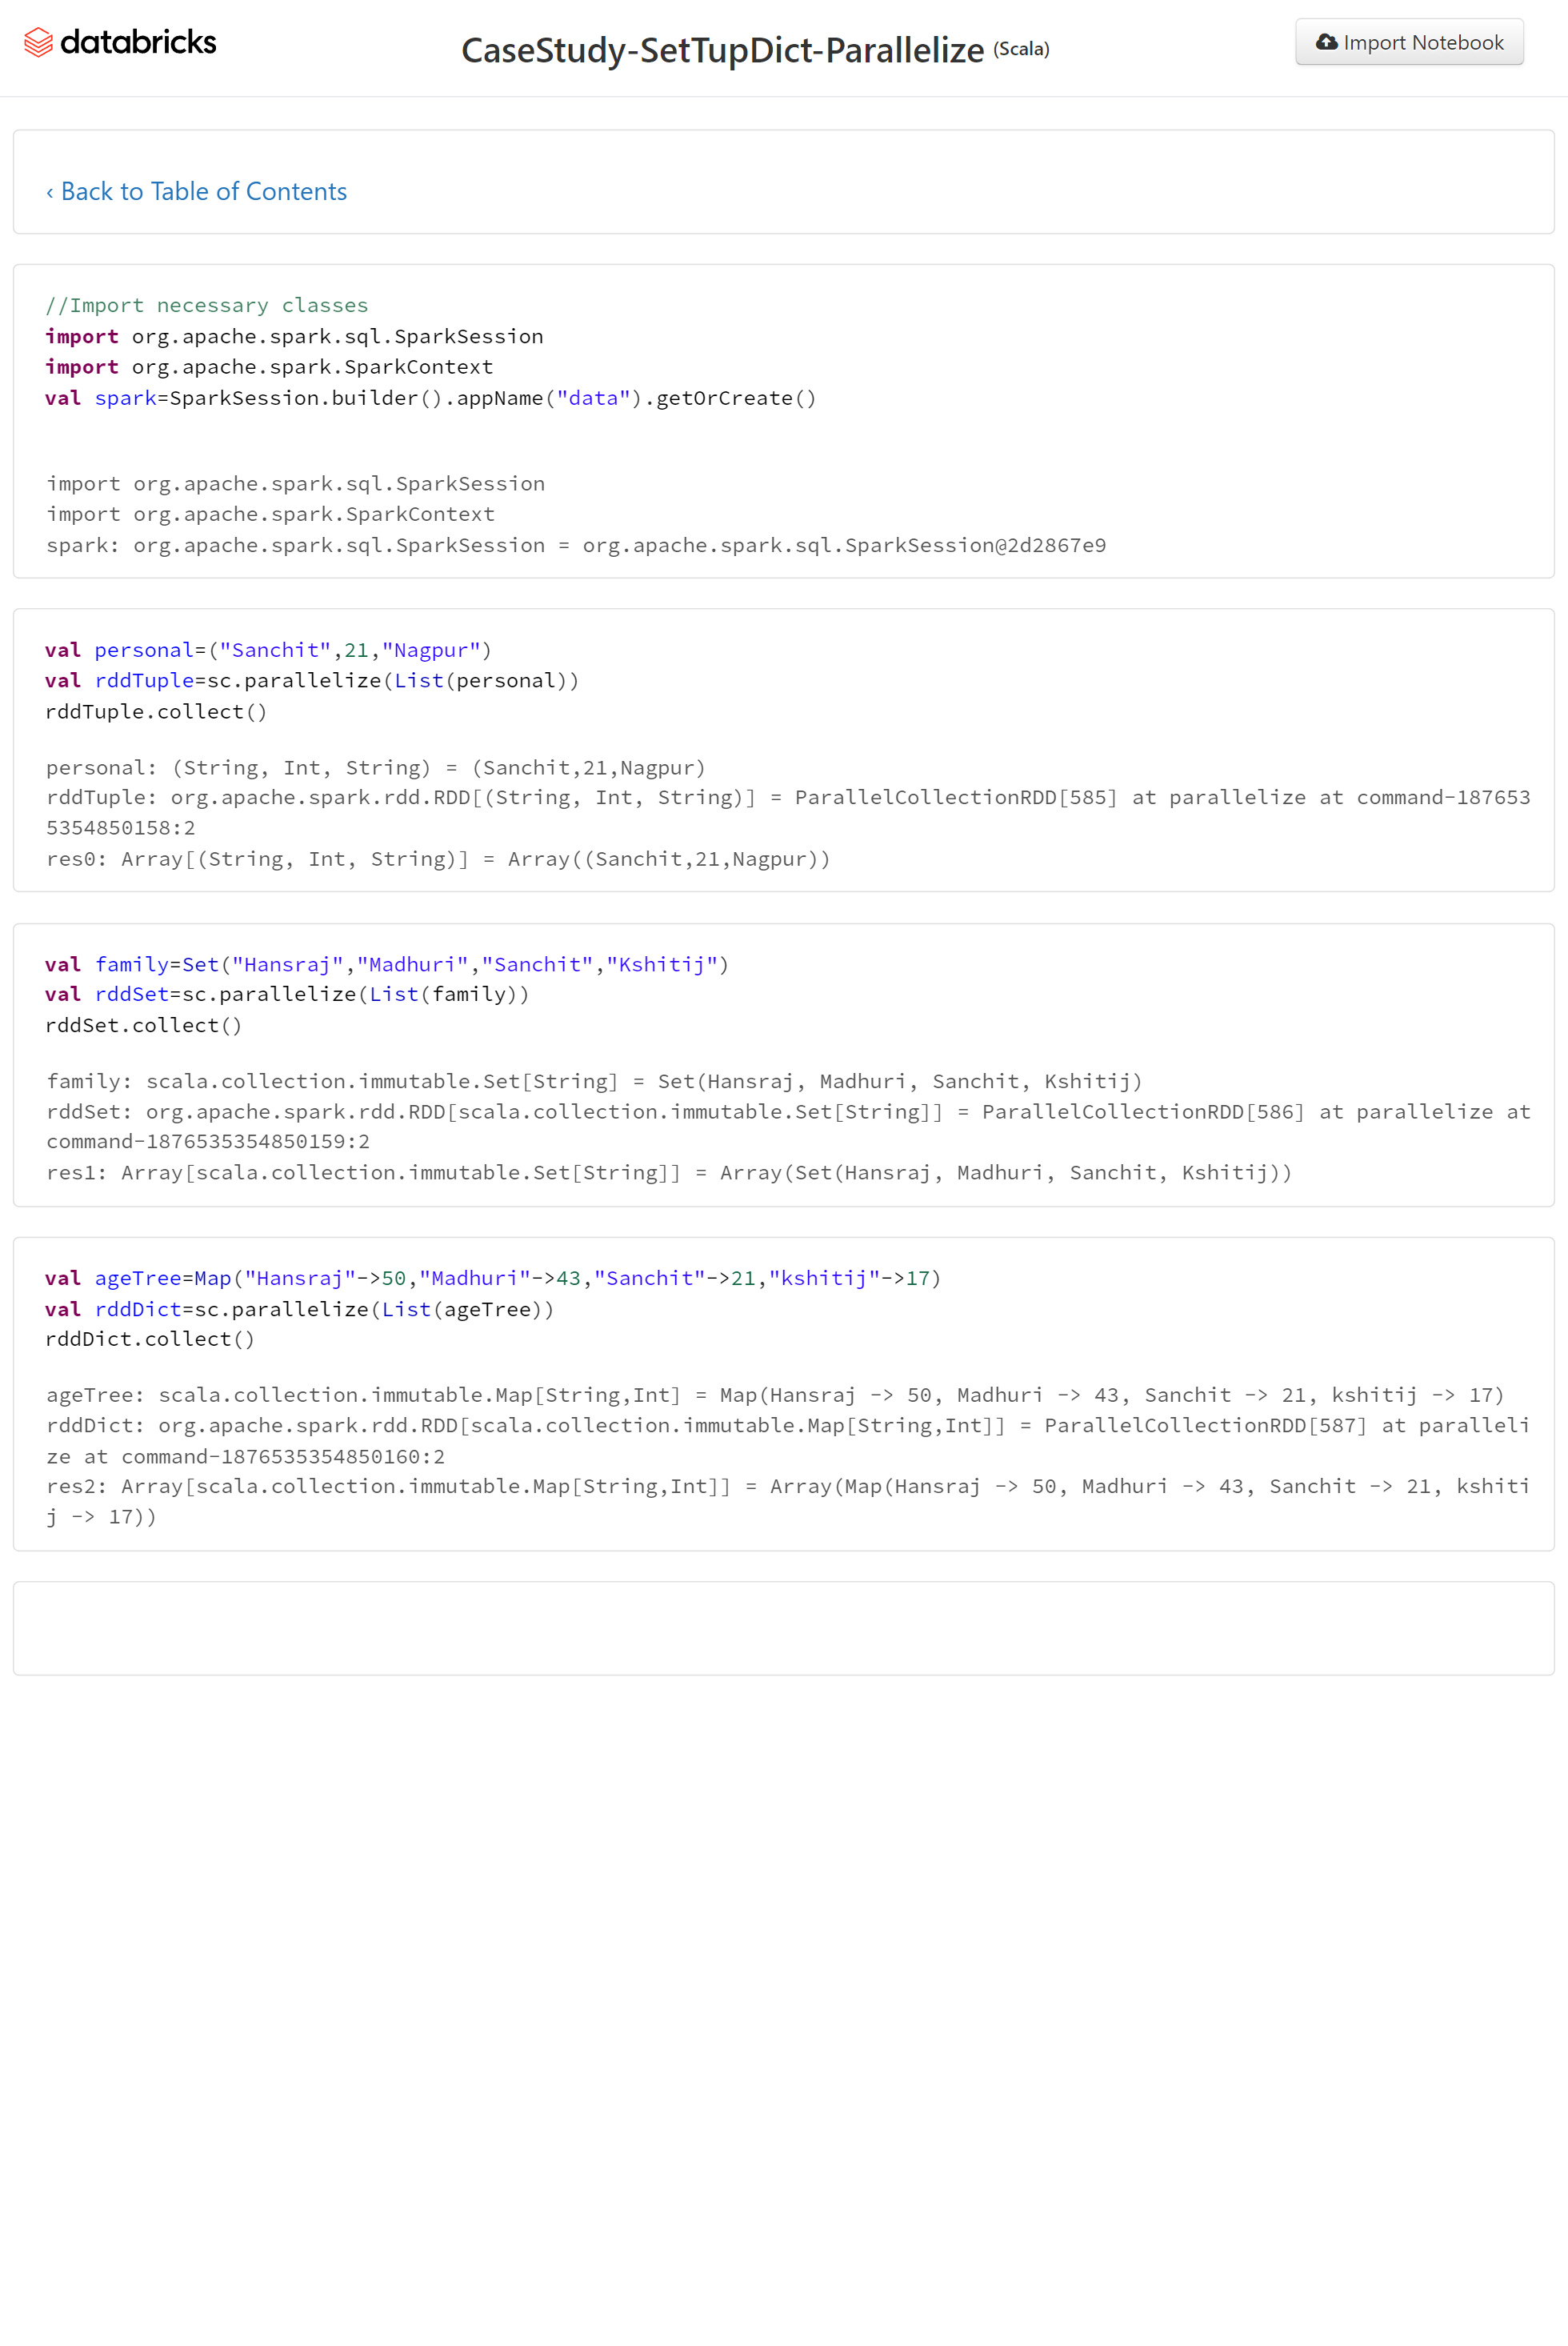 databricks
CaseStudy-SetTupDict-Parallelize (Scala)
Import Notebook
‹ Back to Table of Contents
//Import necessary classes
import org.apache.spark.sql.SparkSession
import org.apache.spark.SparkContext
val spark=SparkSession.builder().appName("data").getOrCreate()
import org.apache.spark.sql.SparkSession
import org.apache.spark.SparkContext
spark: org.apache.spark.sql.SparkSession = org.apache.spark.sql.SparkSession@2d2867e9
val personal=("Sanchit",21,"Nagpur")
val rddTuple=sc.parallelize(List(personal))
rddTuple.collect()
personal: (String, Int, String) = (Sanchit,21,Nagpur)
rddTuple: org.apache.spark.rdd.RDD[(String, Int, String)] = ParallelCollectionRDD[585] at parallelize at command-187653
5354850158:2
res0: Array[(String, Int, String)] = Array((Sanchit,21,Nagpur))
val family=Set("Hansraj","Madhuri","Sanchit","Kshitij")
val rddSet=sc.parallelize(List(family))
rddSet.collect()
family: scala.collection.immutable.Set[String] = Set(Hansraj, Madhuri, Sanchit, Kshitij)
rddSet: org.apache.spark.rdd.RDD[scala.collection.immutable.Set[String]] = ParallelCollectionRDD[586] at parallelize at
command-1876535354850159:2
res1: Array[scala.collection.immutable.Set[String]] = Array(Set(Hansraj, Madhuri, Sanchit, Kshitij))
val ageTree=Map("Hansraj"->50,"Madhuri"->43,"Sanchit"->21,"kshitij"->17)
val rddDict=sc.parallelize(List(ageTree))
rddDict.collect()
ageTree: scala.collection.immutable.Map[String,Int] = Map(Hansraj -> 50, Madhuri -> 43, Sanchit -> 21, kshitij -> 17)
rddDict: org.apache.spark.rdd.RDD[scala.collection.immutable.Map[String,Int]] = ParallelCollectionRDD[587] at paralleli
ze at command-1876535354850160:2
res2: Array[scala.collection.immutable.Map[String,Int]] = Array(Map(Hansraj -> 50, Madhuri -> 43, Sanchit -> 21, kshiti
j -> 17))